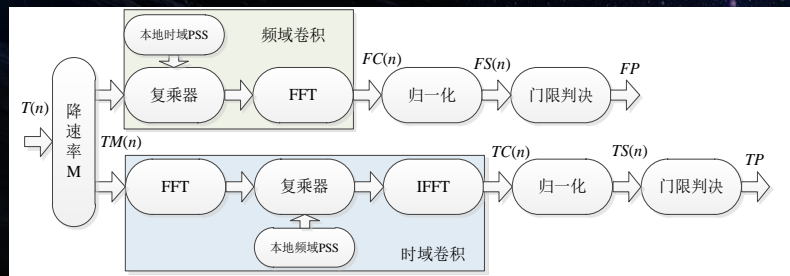 本地时域PSS
频域卷积
FC(n)
FS(n)
FP
复乘器
FFT
归一化
门限判决
T(n)
降速率M
TM(n)
TC(n)
TS(n)
TP
FFT
复乘器
IFFT
归一化
门限判决
本地频域PSS
时域卷积